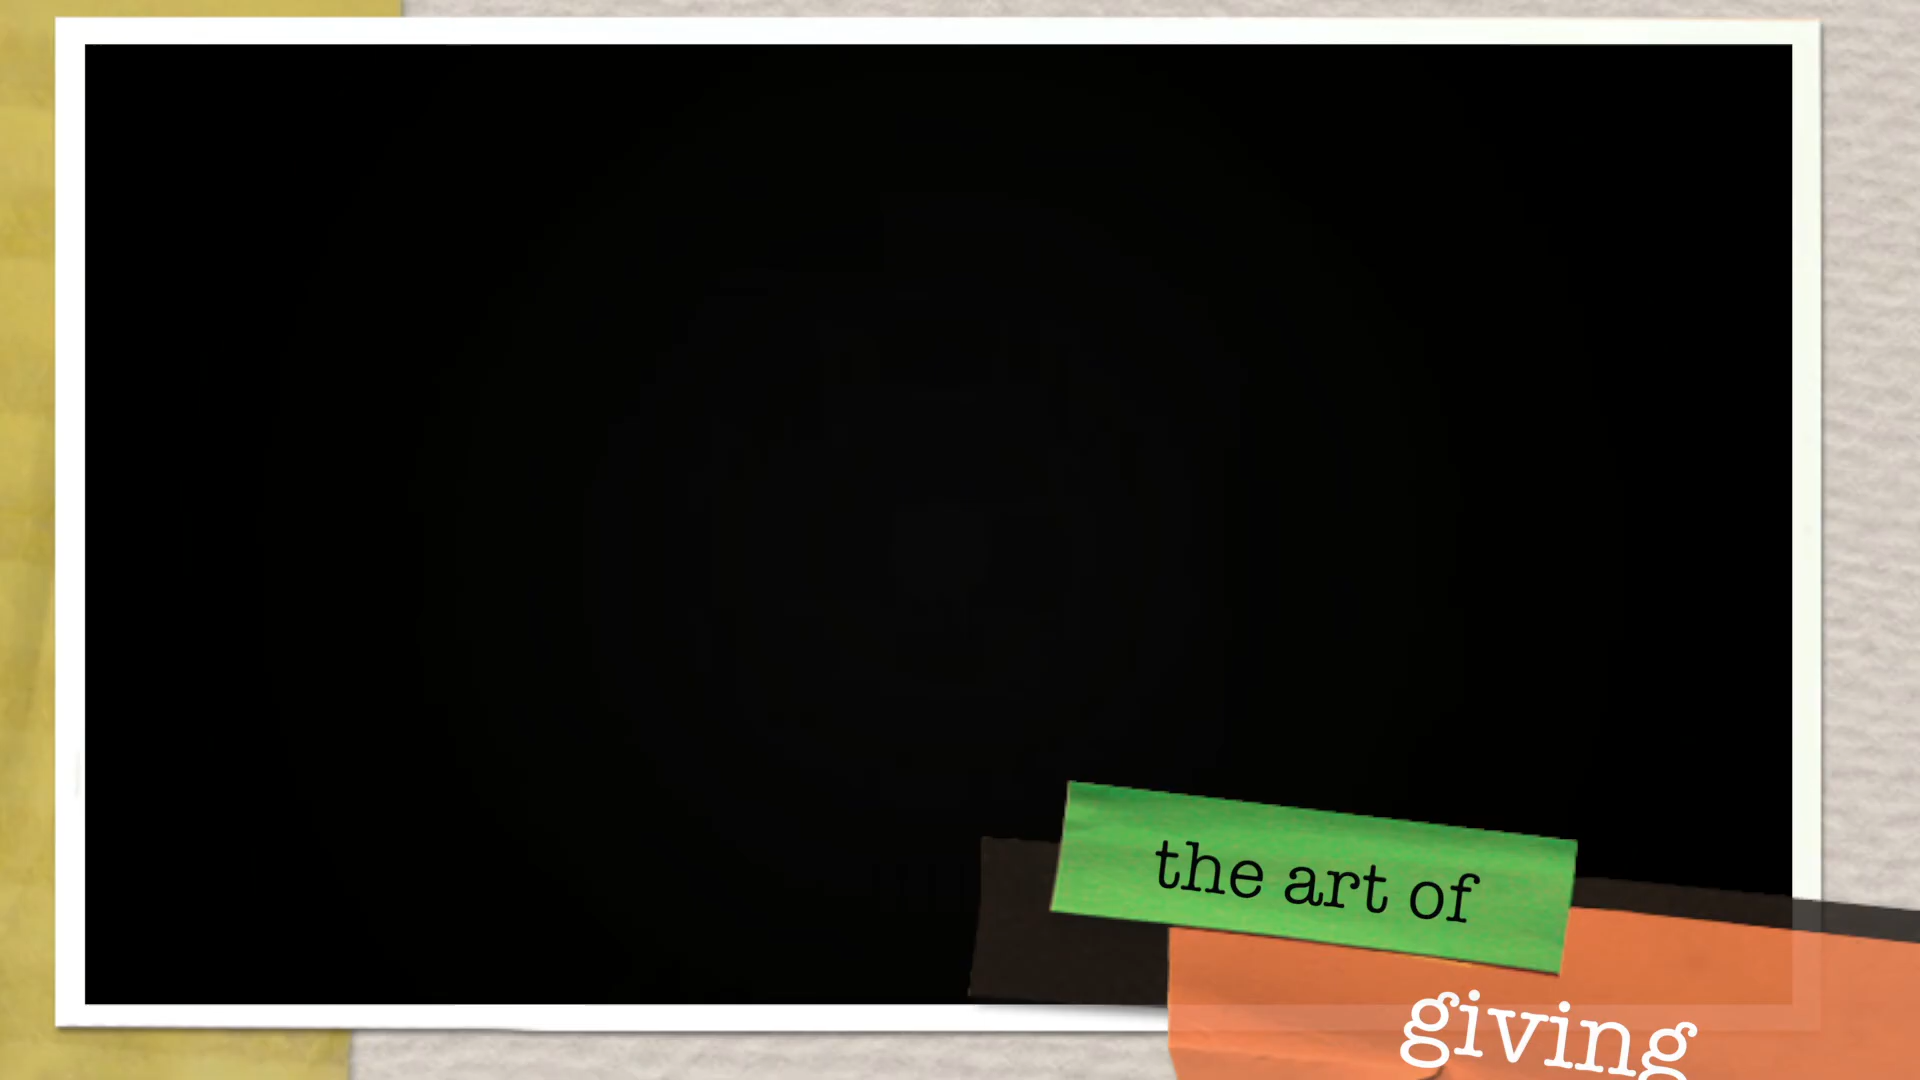 the art of
giving